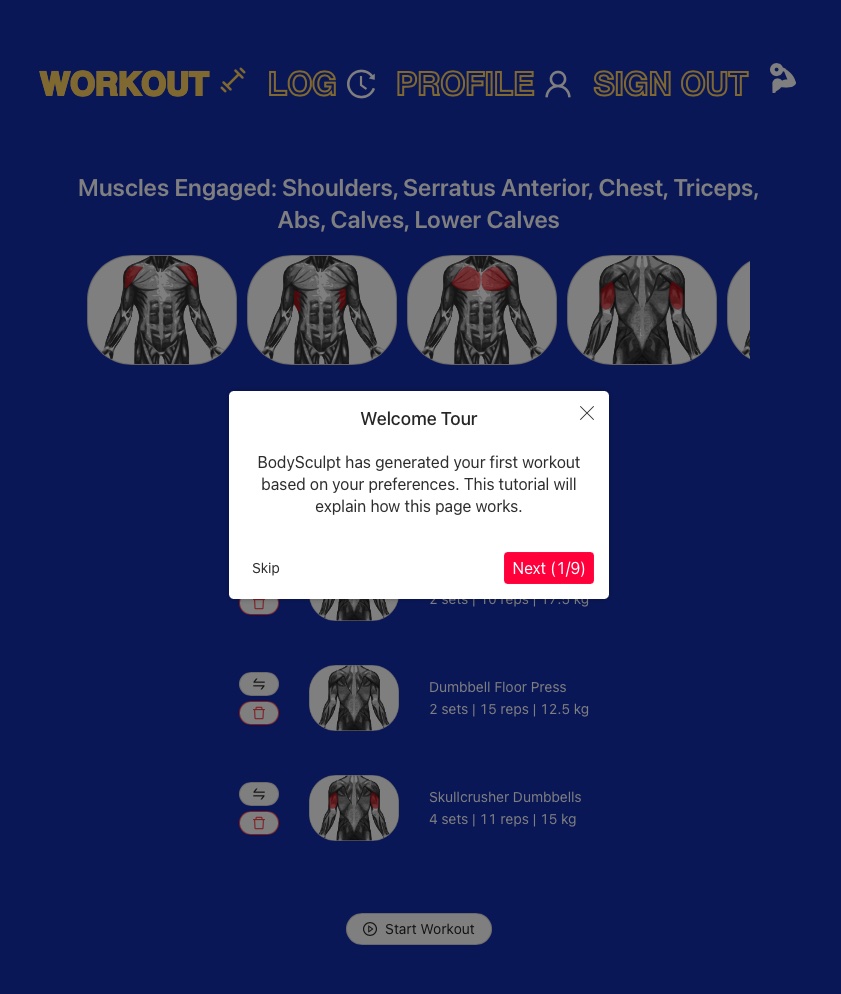 WORKOUT LOG PROFILE SIGN OUT
Muscles Engaged: Shoulders, Serratus Anterior, Chest, Triceps,
Abs, Calves, Lower Calves
Welcome Tour
BodySculpt has generated your first workout
based on your preferences. This tutorial will
explain how this page works.
Skip Next (1/9)
2 sets | 10 reps | 17.5 kg
Dumbbell Floor Press
2 sets | 15 reps | 12.5 kg
Skullcrusher Dumbbells
4 sets | 11 reps | 15 kg
Start Workout